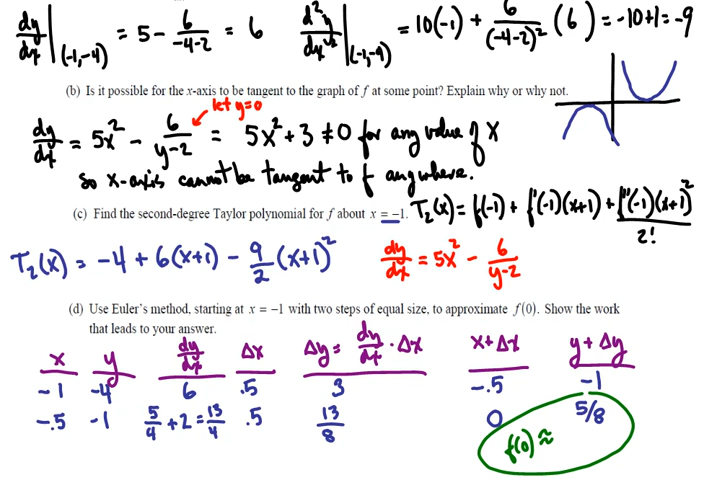 dy/dx |(-1,-4) = 5 - 6/(-4-2) = 6    d²y/dx² |(-1,-9) = 10(-1) + 6/(-4-2)² (6) = -10+1 = -9
(b) Is it possible for the x-axis to be tangent to the graph of f at some point? Explain why or why not.
let y=0
dy/dx = 5x² - 6/(y-2) = 5x² + 3 ≠ 0 for any value of x
So x-axis cannot be tangent to f anywhere.
(c) Find the second-degree Taylor polynomial for f about x = −1. T₂(x) = f(-1) + f'(-1)(x+1) + f''(-1)(x+1)²/2!
T₂(x) = -4 + 6(x+1) - 9/2 (x+1)²    dy/dx = 5x² - 6/(y-2)
(d) Use Euler's method, starting at x = −1 with two steps of equal size, to approximate f(0). Show the work
that leads to your answer.
x    y    dy/dx    Δx    Δy = dy/dx · Δx    x+Δx    y+Δy
-1    -4    6    .5    3    -.5    -1
-.5    -1    5/4 + 2 = 13/4    .5    13/8    0    5/8
f(0) ≈